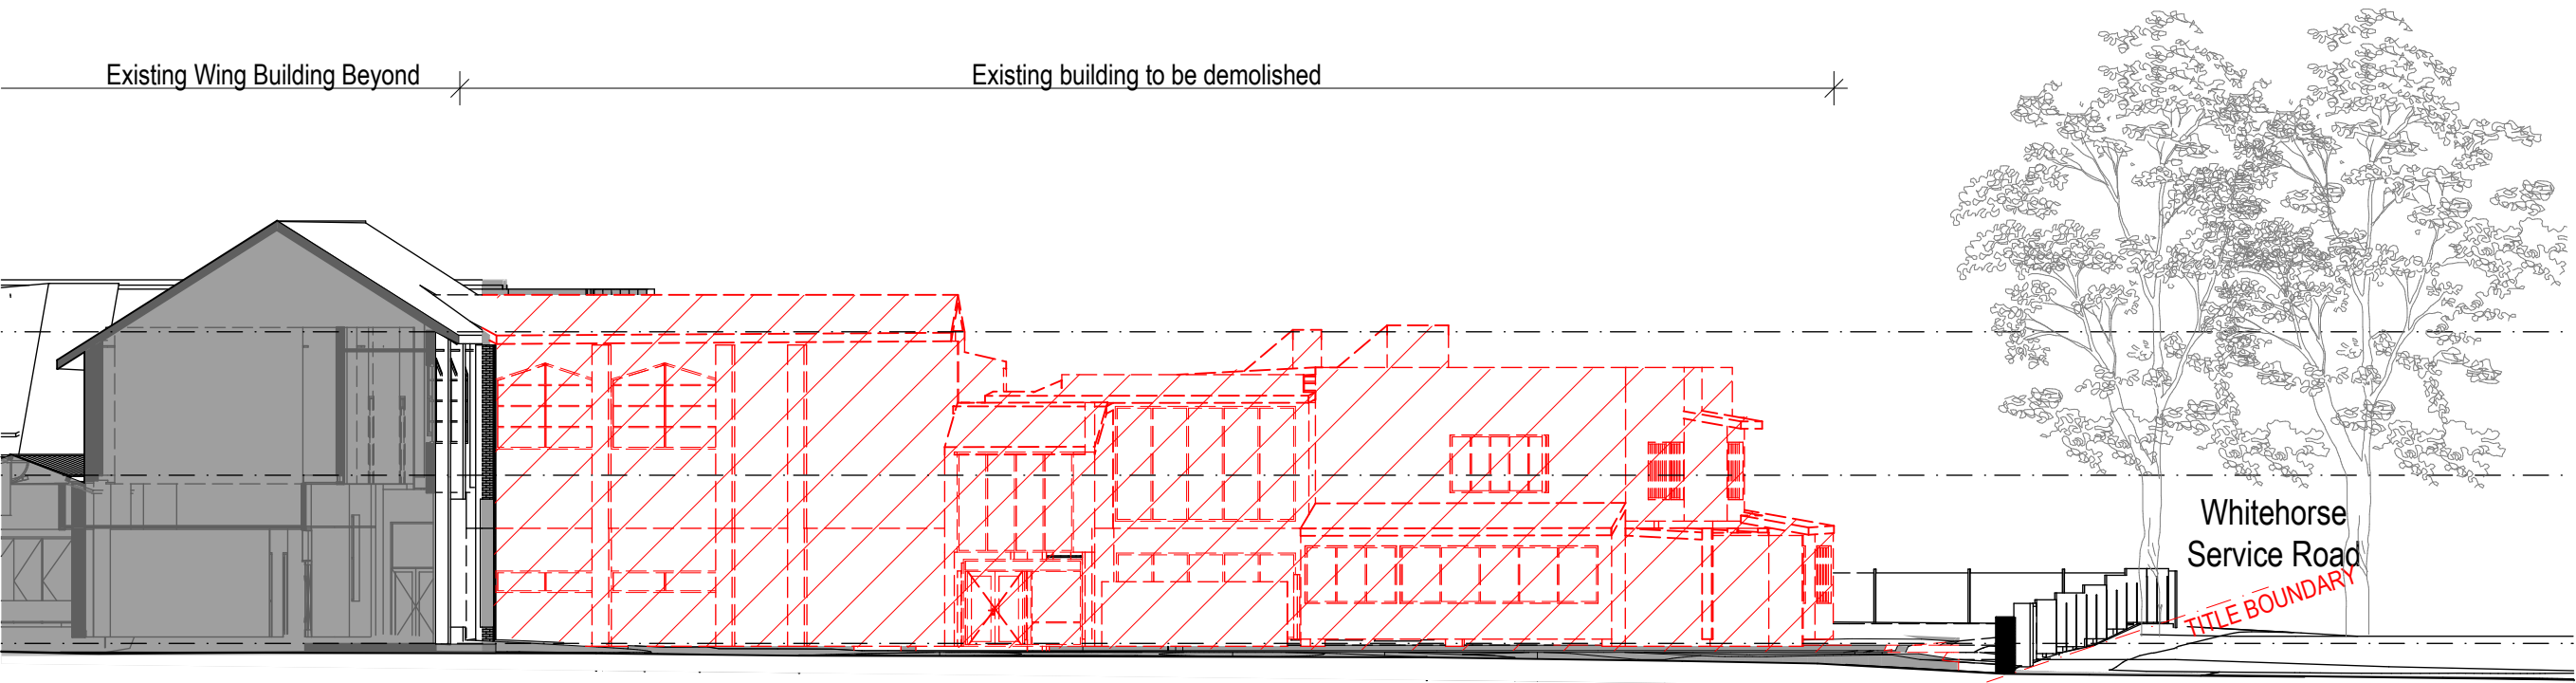 Existing Wing Building Beyond
Existing building to be demolished
Whitehorse
Service Road
TITLE BOUNDARY